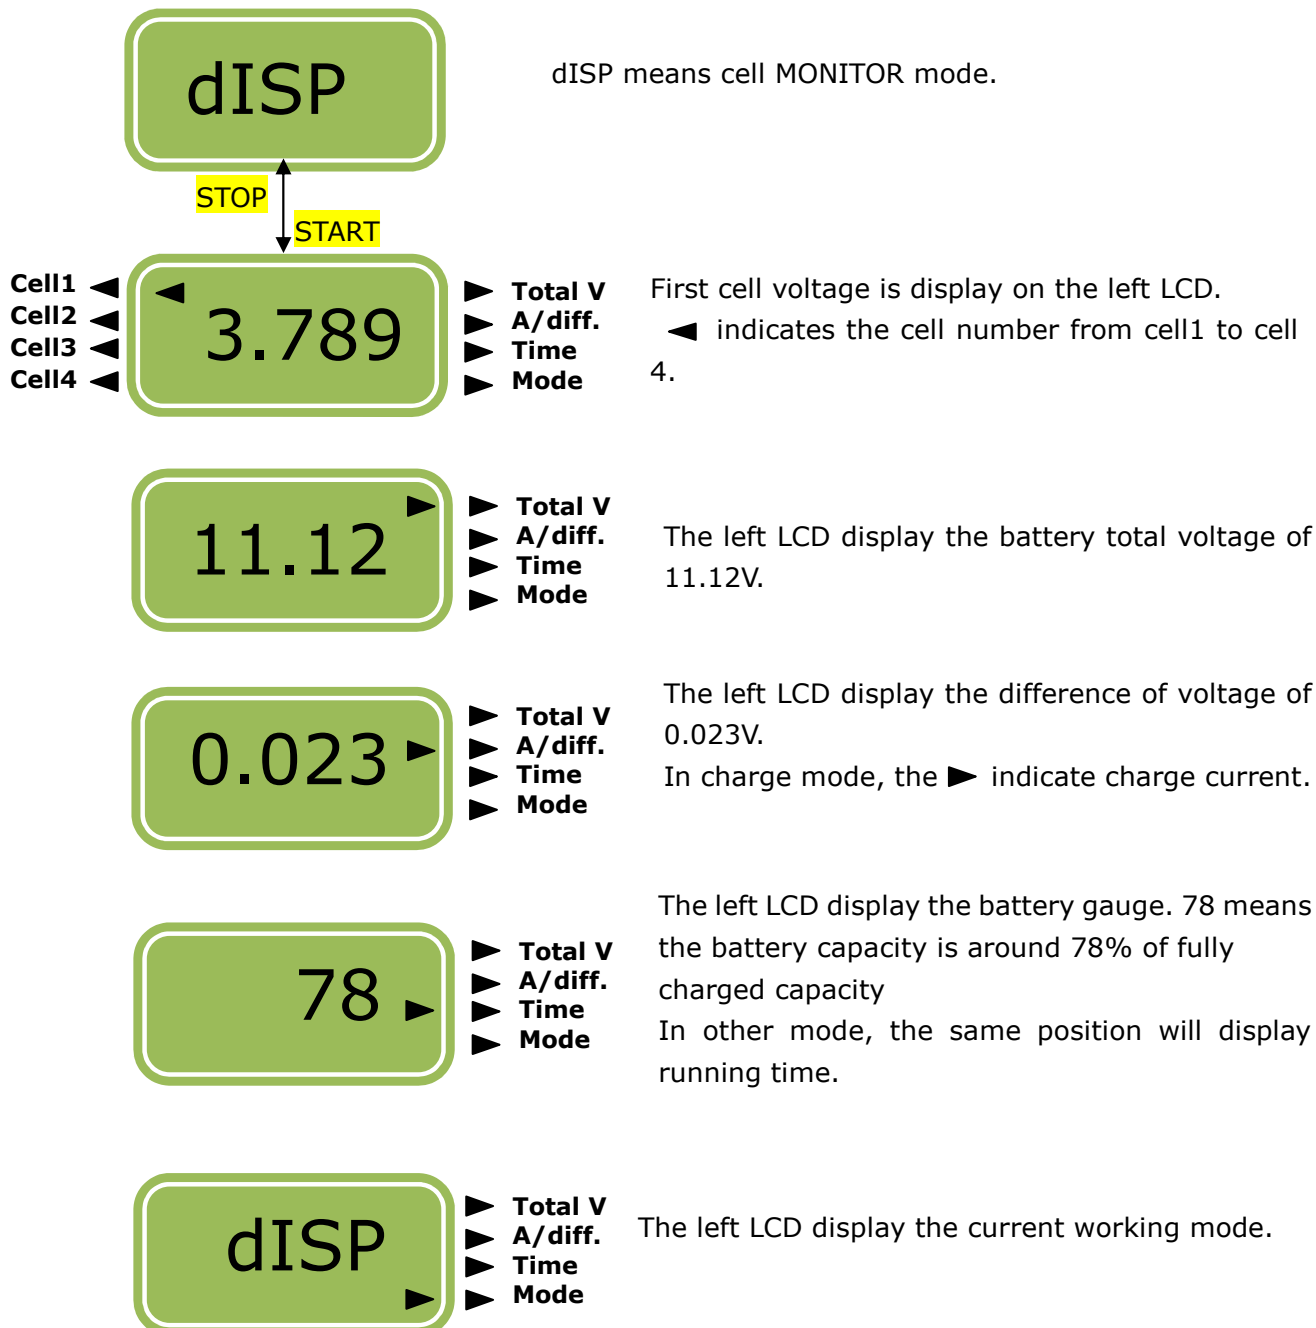 dISP
dISP means cell MONITOR mode.
STOP
START
Cell1
Cell2
Cell3
Cell4
3.789
Total V
A/diff.
Time
Mode
First cell voltage is display on the left LCD.
◄ indicates the cell number from cell1 to cell
4.
11.12
Total V
A/diff.
Time
Mode
The left LCD display the battery total voltage of
11.12V.
0.023
Total V
A/diff.
Time
Mode
The left LCD display the difference of voltage of
0.023V.
In charge mode, the ► indicate charge current.
78
Total V
A/diff.
Time
Mode
The left LCD display the battery gauge. 78 means
the battery capacity is around 78% of fully
charged capacity
In other mode, the same position will display
running time.
dISP
Total V
A/diff.
Time
Mode
The left LCD display the current working mode.